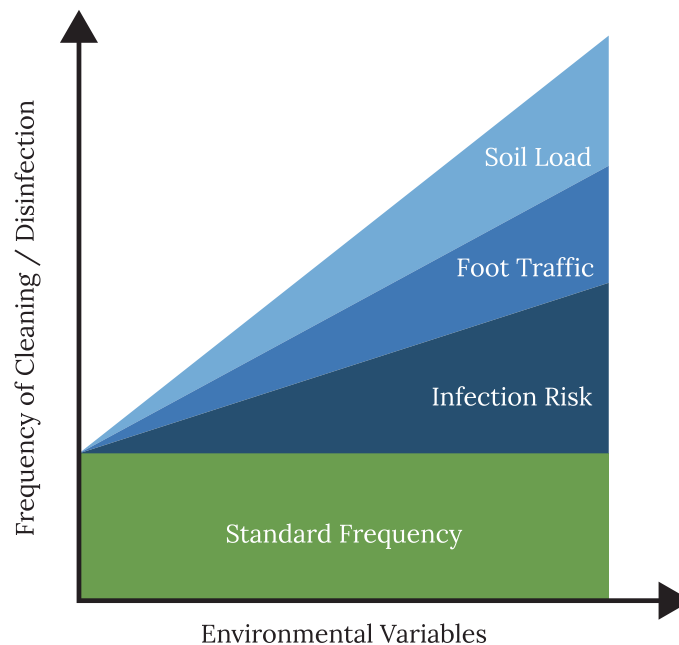 Frequency of Cleaning / Disinfection
Soil Load
Foot Traffic
Infection Risk
Standard Frequency
Environmental Variables